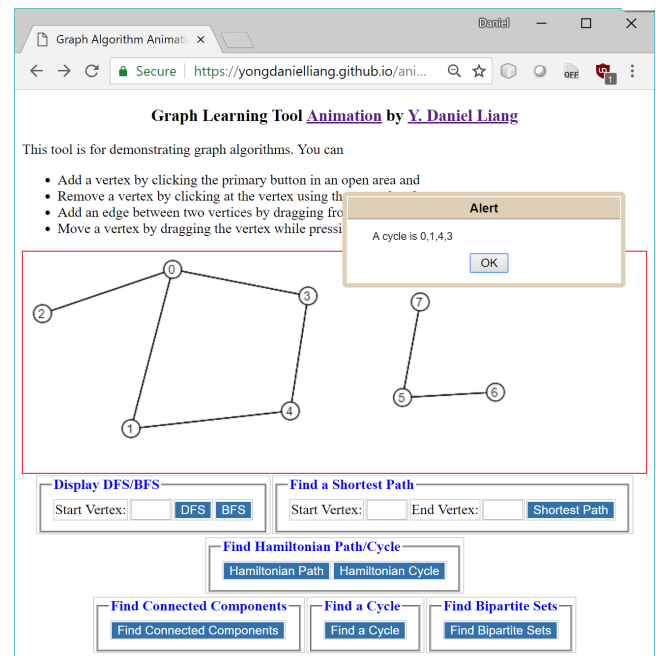 Daniel
Graph Algorithm Animati
Secure https://yongdanielliang.github.io/ani...
OFF
1
Graph Learning Tool Animation by Y. Daniel Liang
This tool is for demonstrating graph algorithms. You can
Add a vertex by clicking the primary button in an open area and
Remove a vertex by clicking at the vertex using
Add an edge between two vertices by dragging
Move a vertex by dragging the vertex while
Alert
A cycle is 0,1,4,3
OK
0
3
7
2
6
5
4
1
Display DFS/BFS
Start Vertex: DFS BFS
Find a Shortest Path
Start Vertex: End Vertex: Shortest Path
Find Hamiltonian Path/Cycle
Hamiltonian Path Hamiltonian Cycle
Find Connected Components
Find Connected Components
Find a Cycle
Find a Cycle
Find Bipartite Sets
Find Bipartite Sets